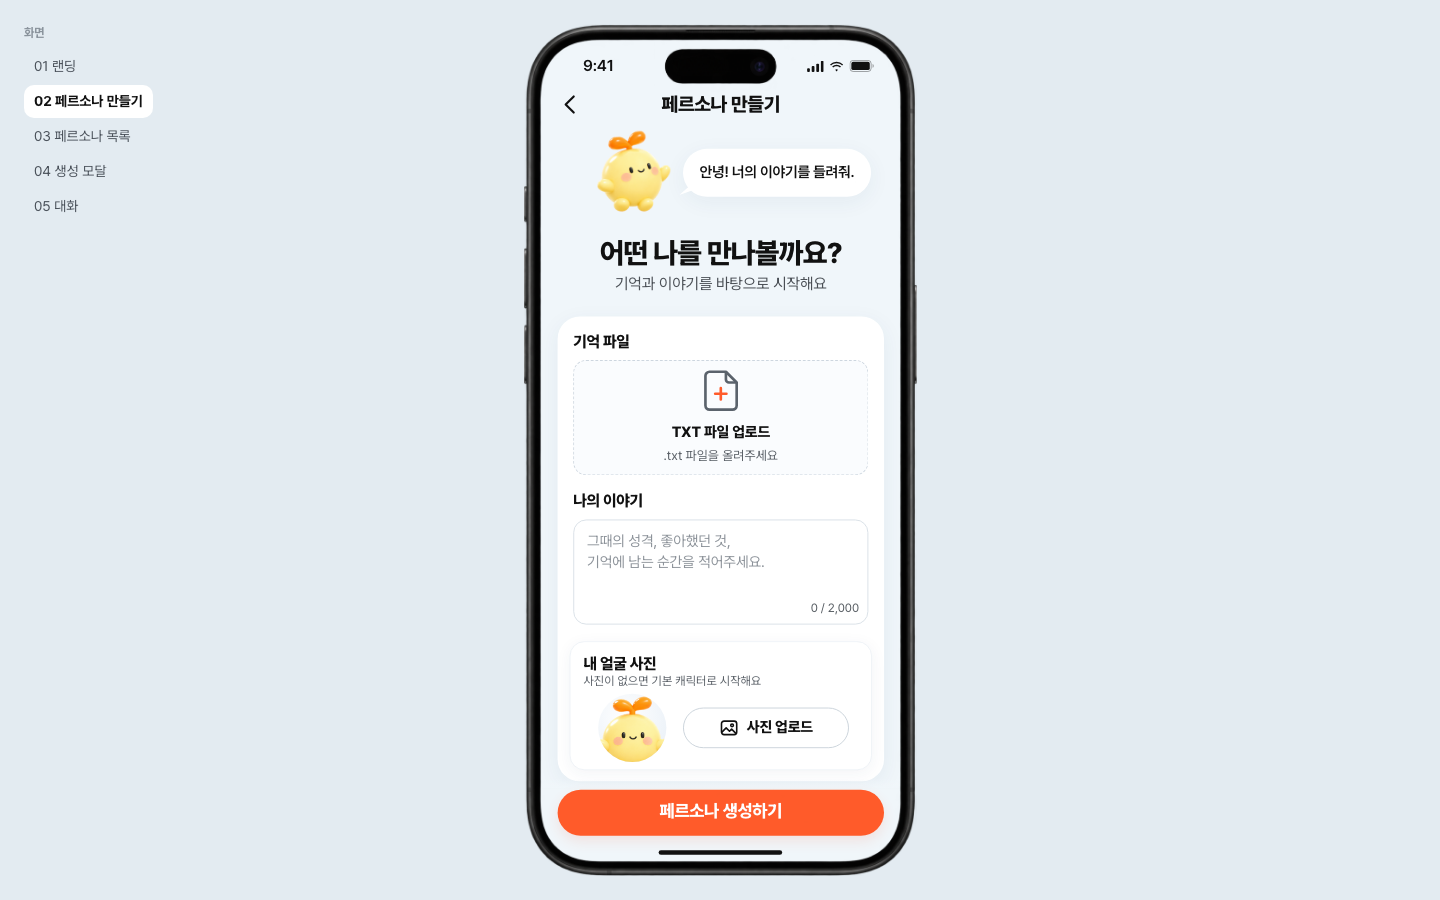 화면
01 랜딩
02 페르소나 만들기
03 페르소나 목록
04 생성 모달
05 대화
9:41
페르소나 만들기
안녕! 너의 이야기를 들려줘.
어떤 나를 만나볼까요?
기억과 이야기를 바탕으로 시작해요
기억 파일
TXT 파일 업로드
.txt 파일을 올려주세요
나의 이야기
그때의 성격, 좋아했던 것,
기억에 남는 순간을 적어주세요.
0 / 2,000
내 얼굴 사진
사진이 없으면 기본 캐릭터로 시작해요
사진 업로드
페르소나 생성하기